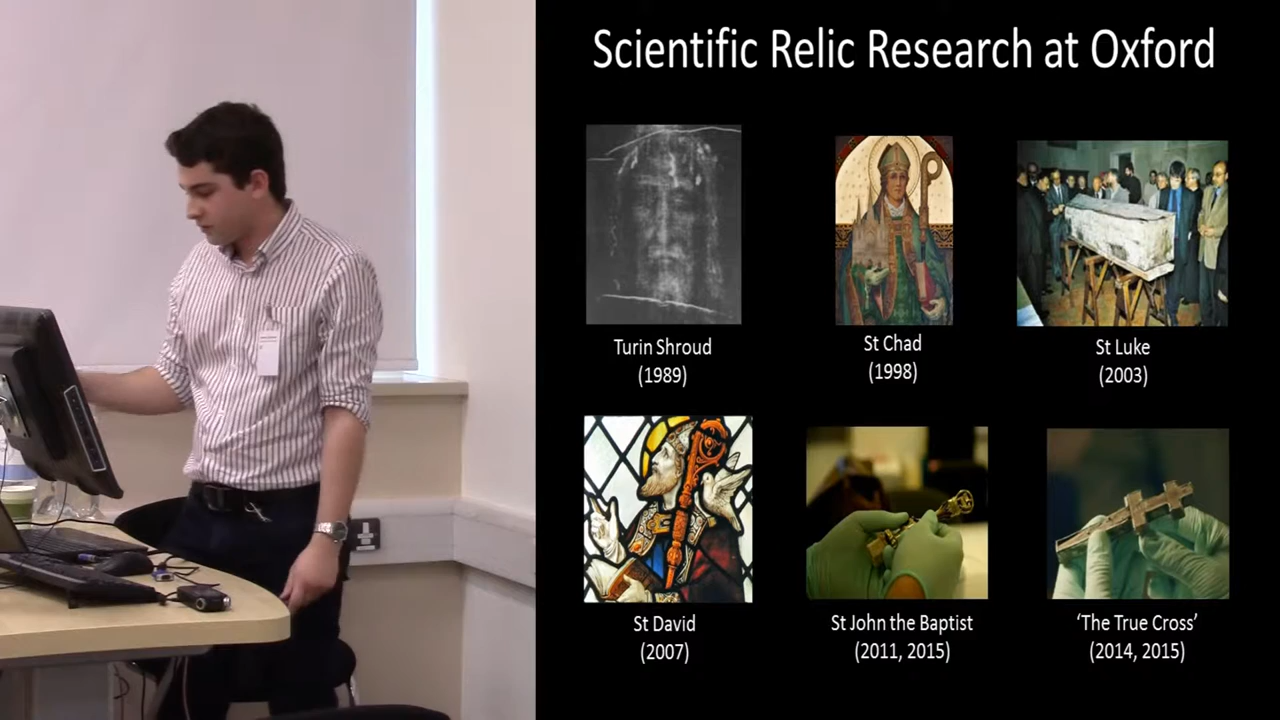 Scientific Relic Research at Oxford
Turin Shroud
(1989)
St Chad
(1998)
St Luke
(2003)
St David
(2007)
St John the Baptist
(2011, 2015)
'The True Cross'
(2014, 2015)